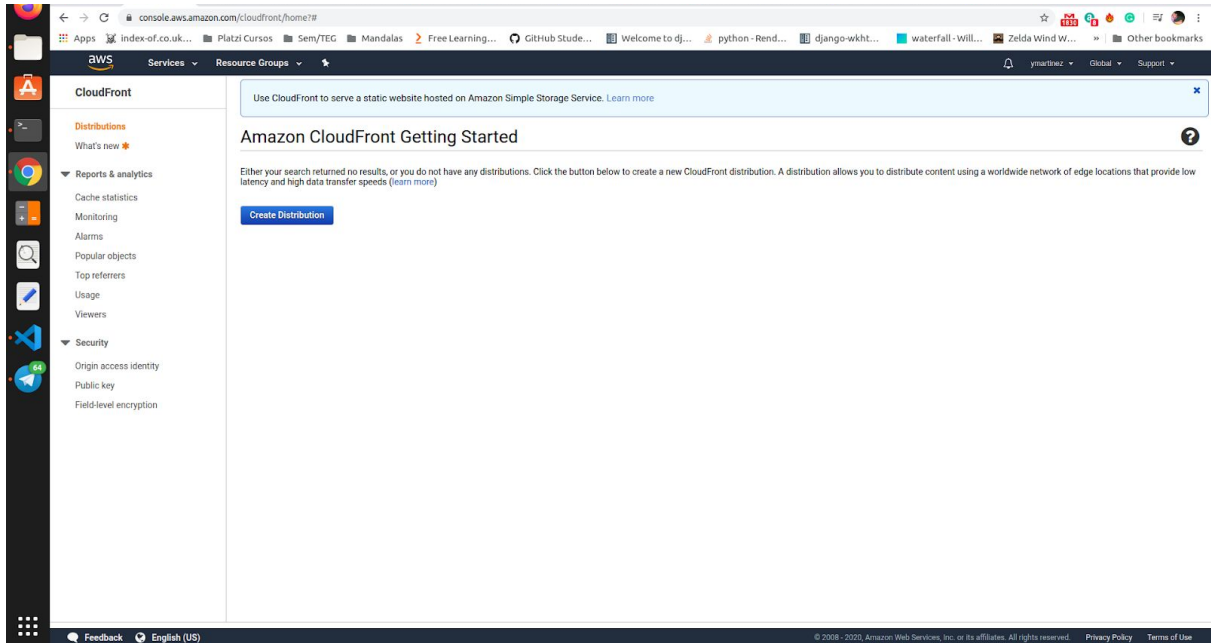 console.aws.amazon.com/cloudfront/home?#
1830
8
Apps index-of.co.uk... Platzi Cursos Sem/TEC Mandalas Free Learning... GitHub Stude... Welcome to dj... python - Rend... django-wkht... waterfall - Will... Zelda Wind W... » Other bookmarks
aws Services Resource Groups ymartinez Global Support
CloudFront
Distributions
What's new
Reports & analytics
Cache statistics
Monitoring
Alarms
Popular objects
Top referrers
Usage
Viewers
Security
Origin access identity
Public key
Field-level encryption
Use CloudFront to serve a static website hosted on Amazon Simple Storage Service. Learn more
Amazon CloudFront Getting Started
Either your search returned no results, or you do not have any distributions. Click the button below to create a new CloudFront distribution. A distribution allows you to distribute content using a worldwide network of edge locations that provide low
latency and high data transfer speeds (learn more)
Create Distribution
64
Feedback English (US) © 2008 - 2020, Amazon Web Services, Inc. or its affiliates. All rights reserved. Privacy Policy Terms of Use